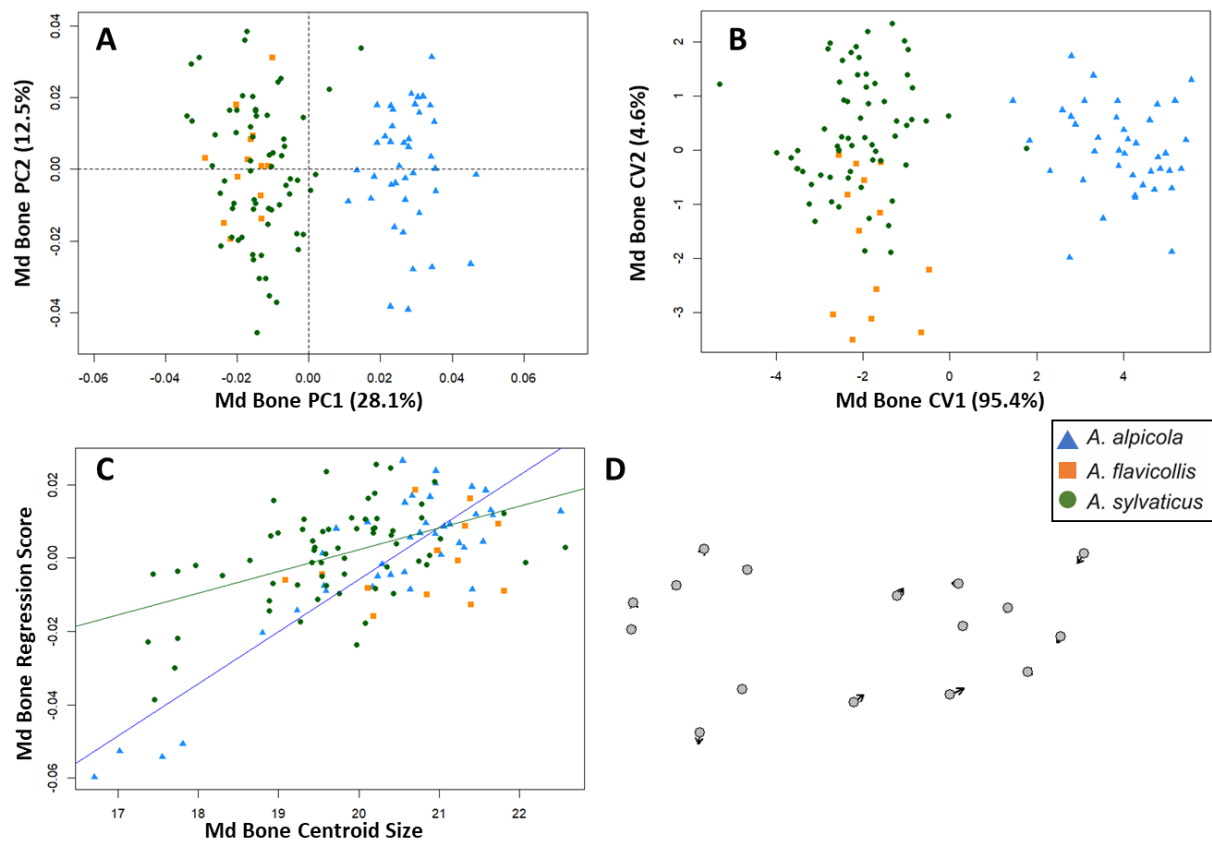 A
Md Bone PC2 (12.5%)
0.04
0.02
0.00
-0.02
-0.04
-0.06 -0.04 -0.02 0.00 0.02 0.04 0.06
Md Bone PC1 (28.1%)
B
Md Bone CV2 (4.6%)
2
1
0
-1
-2
-3
-4 -2 0 2 4
Md Bone CV1 (95.4%)
C
Md Bone Regression Score
0.02
0.00
-0.02
-0.04
-0.06
17 18 19 20 21 22
Md Bone Centroid Size
D
A. alpicola
A. flavicollis
A. sylvaticus